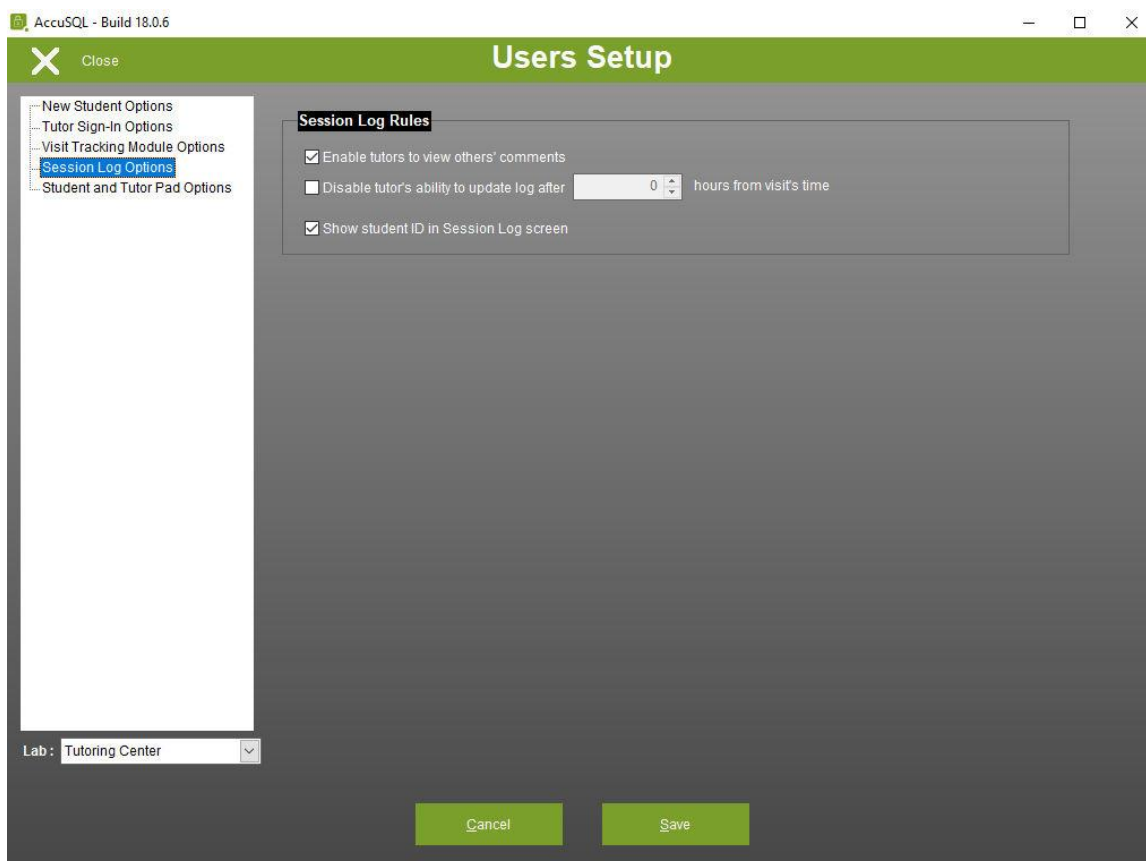 AccuSQL - Build 18.0.6
Close
Users Setup
New Student Options
Tutor Sign-In Options
Visit Tracking Module Options
Session Log Options
Student and Tutor Pad Options
Session Log Rules
Enable tutors to view others' comments
Disable tutor's ability to update log after 0 hours from visit's time
Show student ID in Session Log screen
Lab : Tutoring Center
Cancel
Save